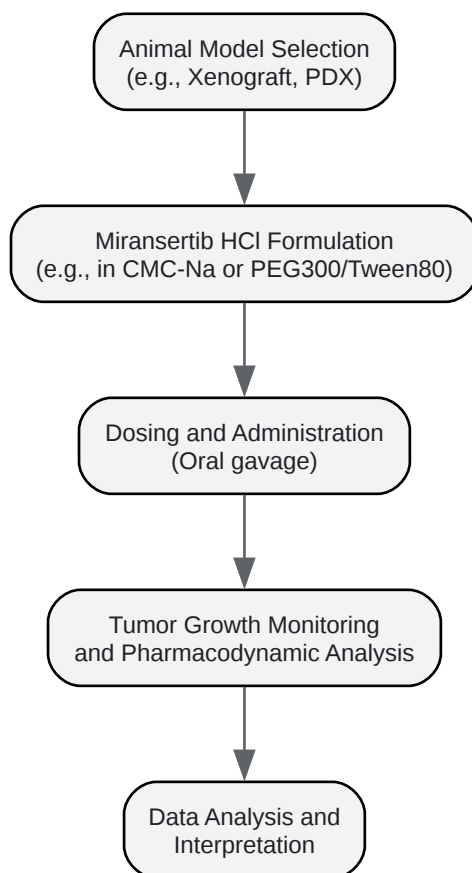 Animal Model Selection
(e.g., Xenograft, PDX)
Miransertib HCl Formulation
(e.g., in CMC-Na or PEG300/Tween80)
Dosing and Administration
(Oral gavage)
Tumor Growth Monitoring
and Pharmacodynamic Analysis
Data Analysis and
Interpretation